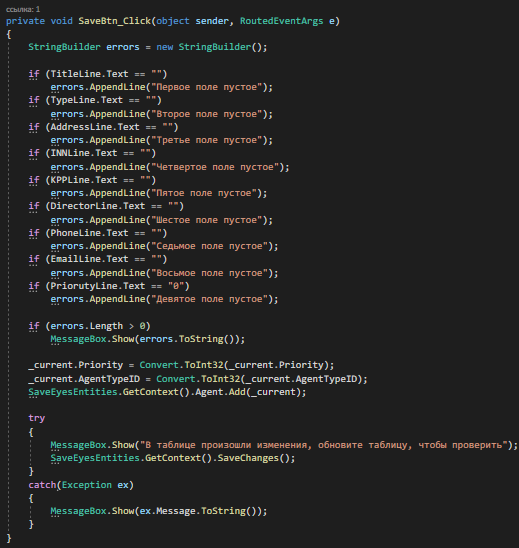 ссылка: 1
private void SaveBtn_Click(object sender, RoutedEventArgs e)
{
StringBuilder errors = new StringBuilder();
if (TitleLine.Text == "")
errors.AppendLine("Первое поле пустое");
if (TypeLine.Text == "")
errors.AppendLine("Второе поле пустое");
if (AddressLine.Text == "")
errors.AppendLine("Третье поле пустое");
if (INNLine.Text == "")
errors.AppendLine("Четвертое поле пустое");
if (KPPLine.Text == "")
errors.AppendLine("Пятое поле пустое");
if (DirectorLine.Text == "")
errors.AppendLine("Шестое поле пустое");
if (PhoneLine.Text == "")
errors.AppendLine("Седьмое поле пустое");
if (EmailLine.Text == "")
errors.AppendLine("Восьмое поле пустое");
if (PriorutyLine.Text == "0")
errors.AppendLine("Девятое поле пустое");
if (errors.Length > 0)
MessageBox.Show(errors.ToString());
_current.Priority = Convert.ToInt32(_current.Priority);
_current.AgentTypeID = Convert.ToInt32(_current.AgentTypeID);
SaveEyesEntities.GetContext().Agent.Add(_current);
try
{
MessageBox.Show("В таблице произошли изменения, обновите таблицу, чтобы проверить");
SaveEyesEntities.GetContext().SaveChanges();
}
catch(Exception ex)
{
MessageBox.Show(ex.Message.ToString());
}
}